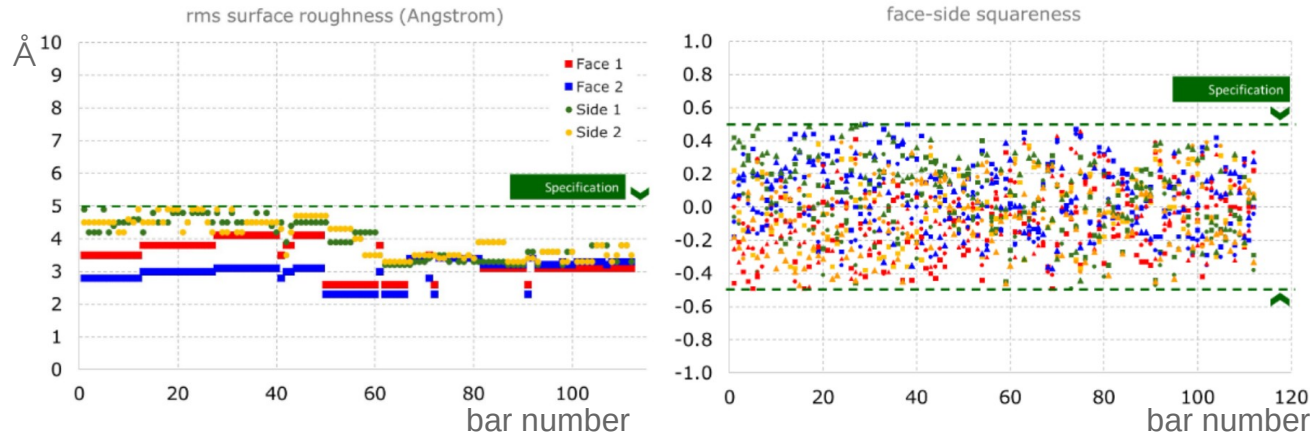 rms surface roughness (Angstrom)
Å
10
9
8
7
6
5
4
3
2
1
0
Face 1
Face 2
Side 1
Side 2
Specification
0 20 40 60 80 100
bar number
face-side squareness
1.0
0.8
0.6
0.4
0.2
0.0
-0.2
-0.4
-0.6
-0.8
-1.0
Specification
0 20 40 60 80 100 120
bar number